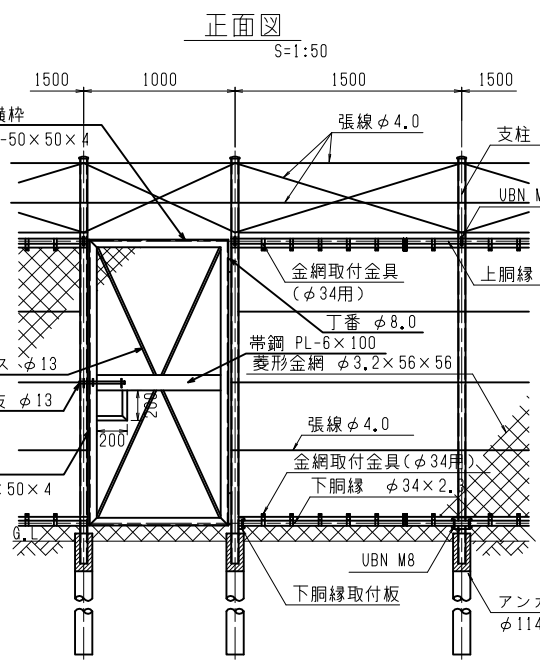 正面図
S=1:50
1500
1000
1500
1500
横枠
-50×50×4
張線φ4.0
支柱
UBN M
金網取付金具
(φ34用)
上胴縁
丁番 φ8.0
帯鋼 PL-6×100
菱形金網 φ3.2×56×56
ス φ13
φ13
200
200
張線φ4.0
金網取付金具(φ34用)
50×4
下胴縁 φ34×2.
G.L
UBN M8
下胴縁取付板
アンカ
φ114